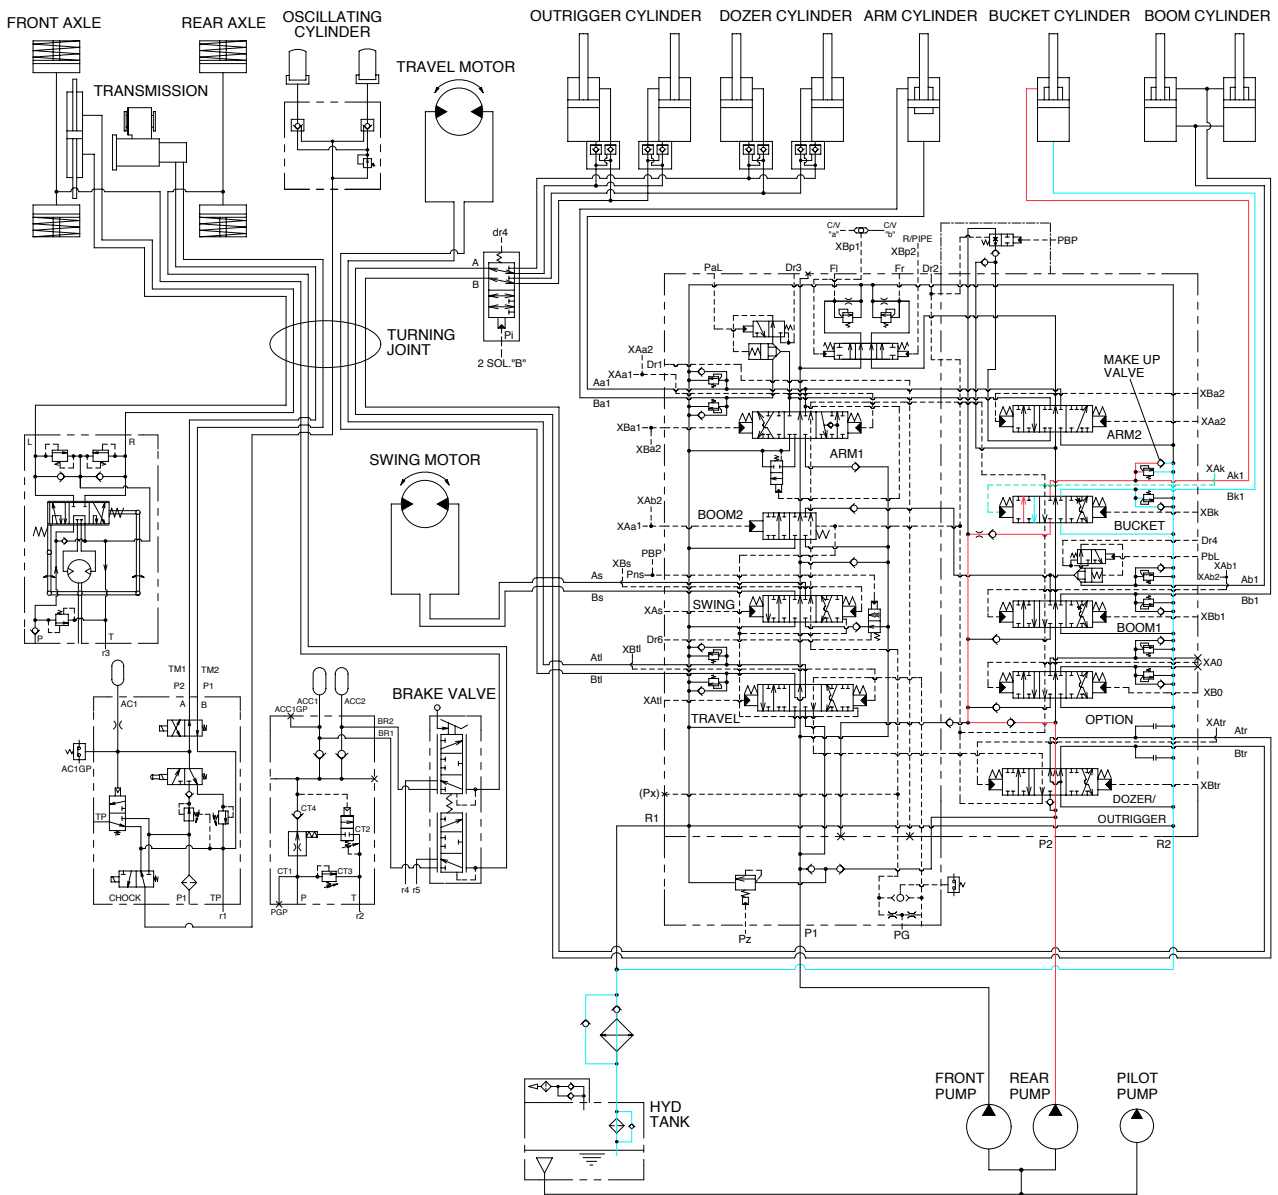 FRONT AXLE
REAR AXLE
OSCILLATING
CYLINDER
OUTRIGGER CYLINDER
DOZER CYLINDER
ARM CYLINDER
BUCKET CYLINDER
BOOM CYLINDER
TRANSMISSION
TRAVEL MOTOR
dr4
A
B
Pi
2 SOL."B"
TURNING
JOINT
C/V
"a"
C/V
"b"
XBp1
R/PIPE
XBp2
PBP
PaL
Dr3
Fl
Fr
Dr2
XAa2
Dr1
XAa1
Aa1
Ba1
MAKE UP
VALVE
XBa2
XAa2
ARM2
XBa1
XBa2
ARM1
L
R
SWING MOTOR
XAk
Ak1
Bk1
XAb2
BOOM2
XAa1
XBk
BUCKET
Dr4
PbL
XAb1
XAb2
Ab1
Bb1
PBP
XBs
Pns
As
Bs
SWING
XAs
XBb1
BOOM1
Dr6
XBtl
Atl
Btl
XA0
XB0
XAtl
TRAVEL
OPTION
XAtr
Atr
Btr
P
T
r3
TM1
TM2
P2
P1
AC1
A
B
AC1GP
TP
CHOCK
P1
TP
r1
ACC1
ACC2
ACC1GP
BR2
BR1
CT4
CT2
CT1
CT3
PGP
P
T
r2
BRAKE VALVE
r4
r5
(Px)
XBtr
DOZER/
OUTRIGGER
R1
P2
R2
Pz
P1
PG
FRONT
PUMP
REAR
PUMP
PILOT
PUMP
HYD
TANK